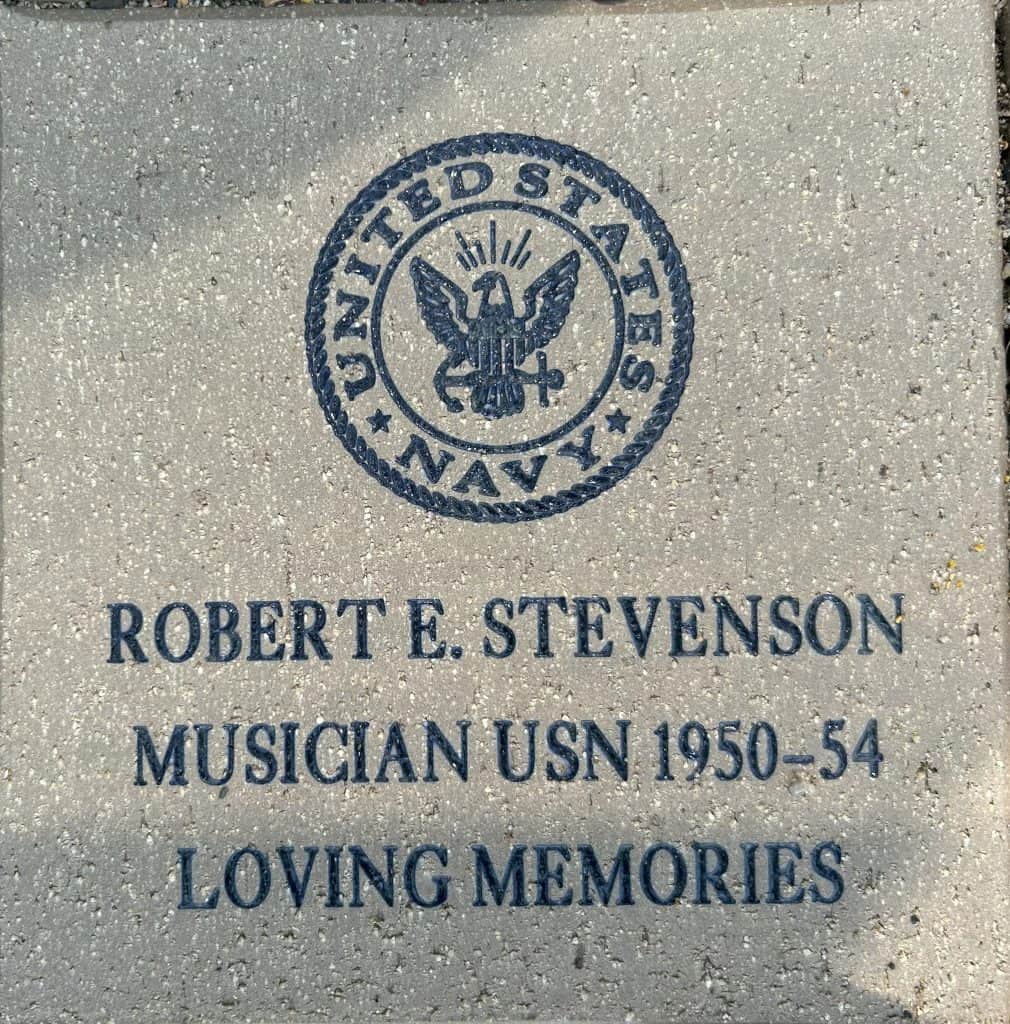 UNITED STATES
NAVY
ROBERT E. STEVENSON
MUSICIAN USN 1950-54
LOVING MEMORIES